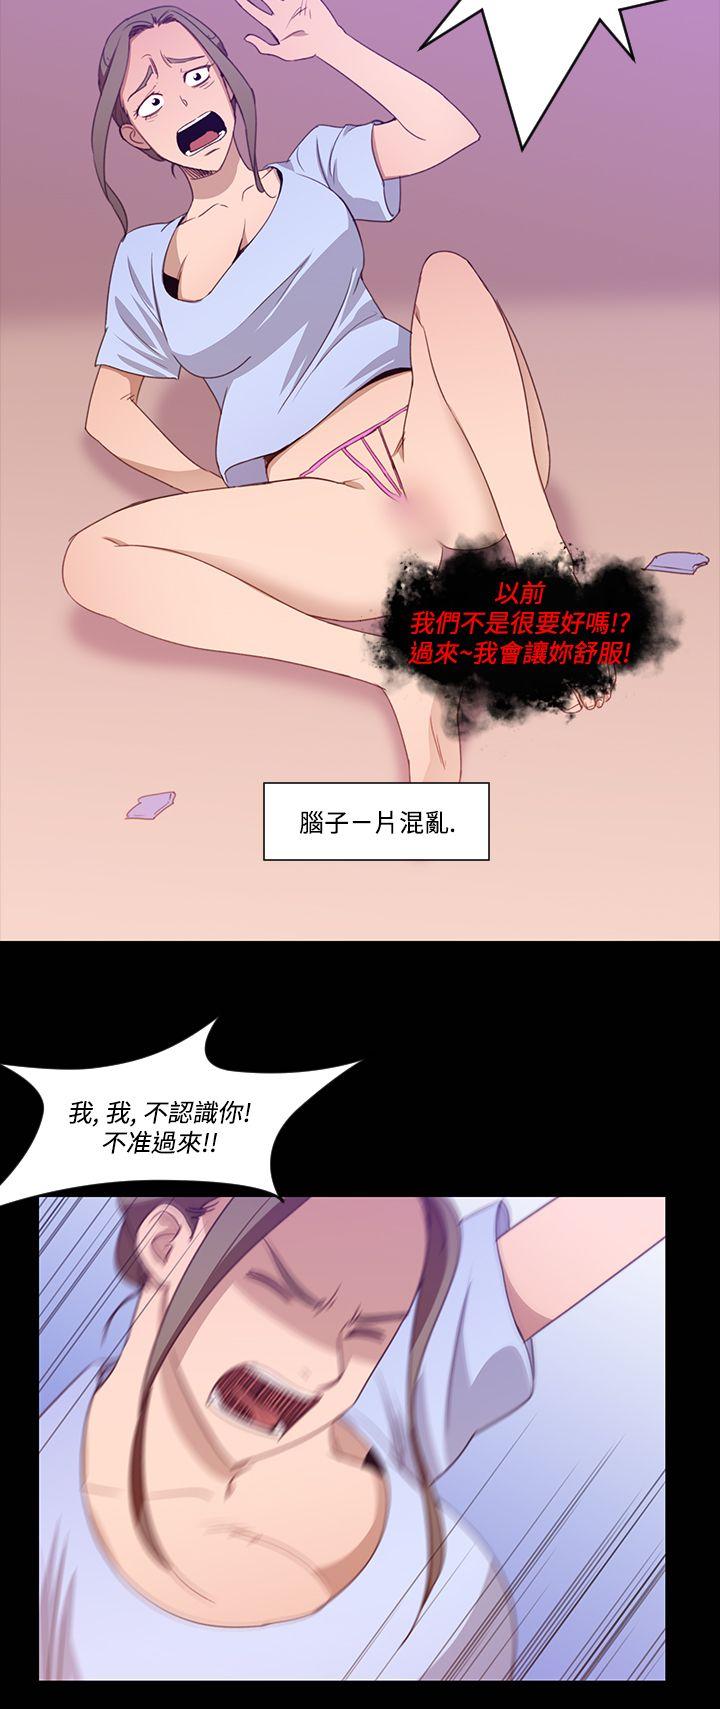 以前
我們不是很要好嗎!?
過來~我會讓妳舒服!
腦子一片混亂.
我, 我, 不認識你!
不准過來!!